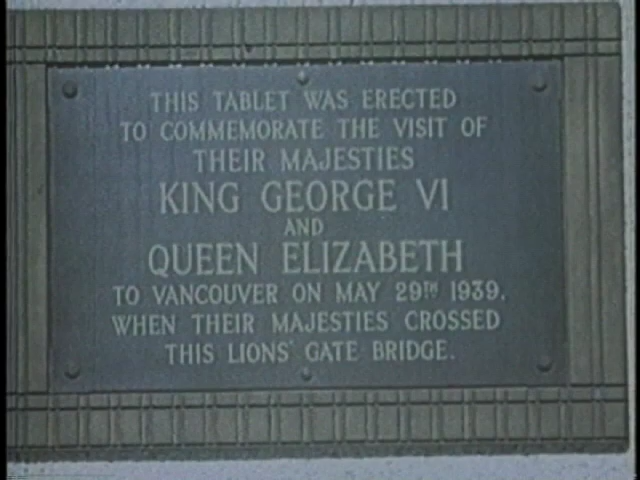 THIS TABLET WAS ERECTED
TO COMMEMORATE THE VISIT OF
THEIR MAJESTIES
KING GEORGE VI
AND
QUEEN ELIZABETH
TO VANCOUVER ON MAY 29TH 1939,
WHEN THEIR MAJESTIES CROSSED
THIS LIONS' GATE BRIDGE.